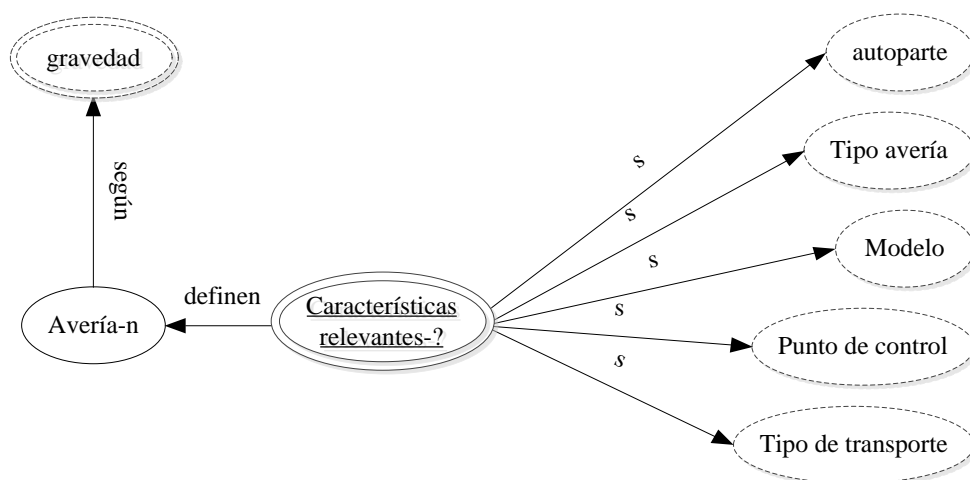 gravedad
según
Avería-n
definen
Características
relevantes-?
s
s
s
s
s
autoparte
Tipo avería
Modelo
Punto de control
Tipo de transporte